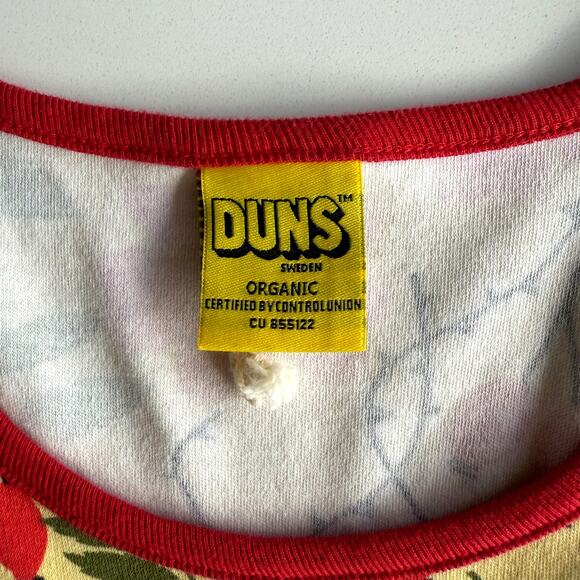 DUNS™
SWEDEN
ORGANIC
CERTIFIED BY CONTROLUNION
CU 855122